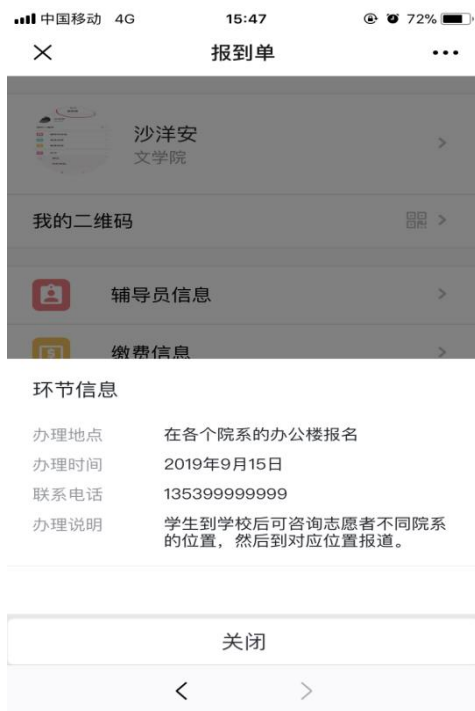 中国移动 4G 15:47 72%
报到单
沙洋安
文学院
我的二维码
辅导员信息
缴费信息
环节信息
办理地点 在各个院系的办公楼报名
办理时间 2019年9月15日
联系电话 135399999999
办理说明 学生到学校后可咨询志愿者不同院系
的位置，然后到对应位置报道。
关闭